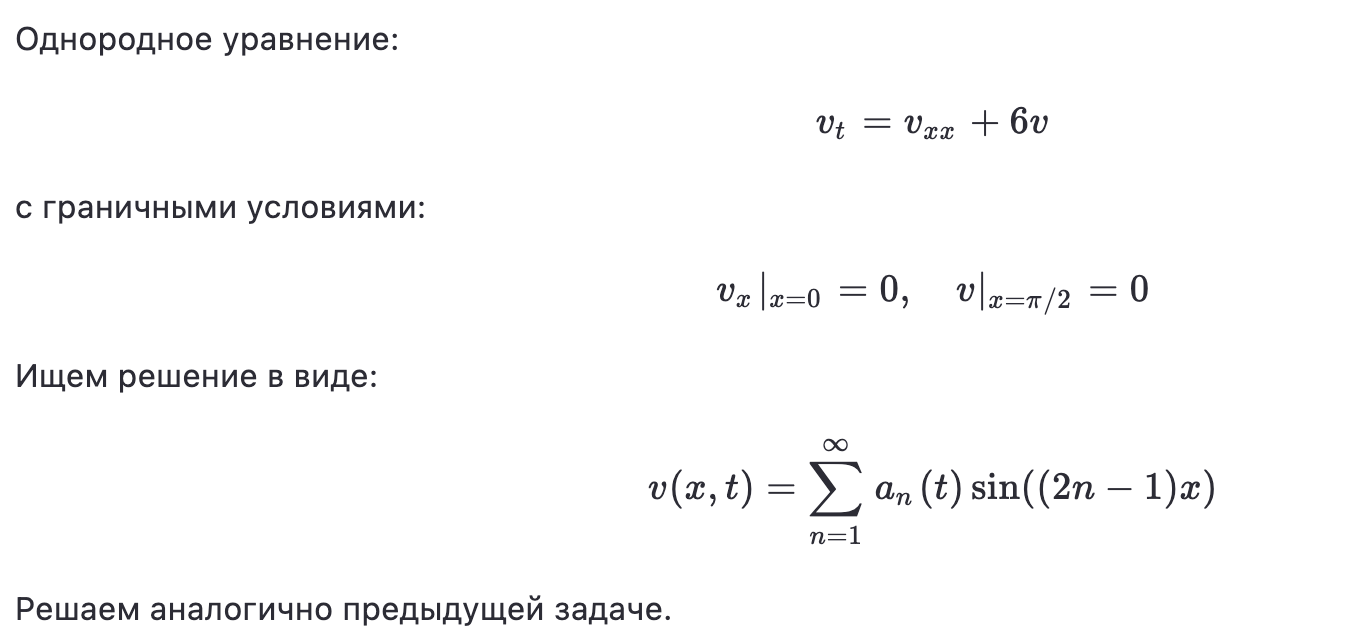 Однородное уравнение:
v_t = v_{xx} + 6v
с граничными условиями:
v_x|_{x=0} = 0, v|_{x=π/2} = 0
Ищем решение в виде:
v(x, t) = \sum_{n=1}^{∞} a_n(t) sin((2n − 1)x)
Решаем аналогично предыдущей задаче.